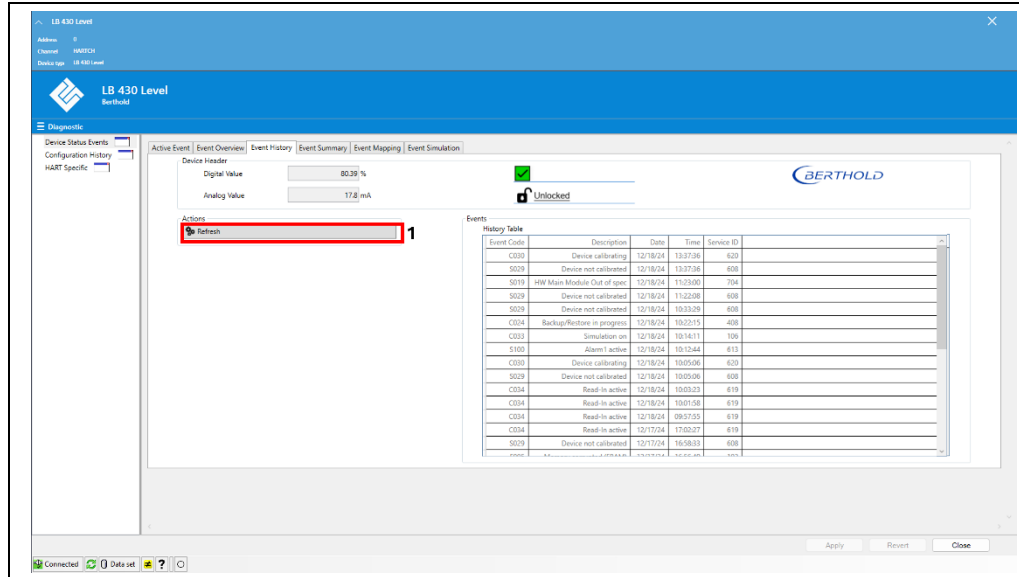 LB 430 Level
Address 0
Channel HARTCH
Device type LB 430 Level
LB 430 Level
Berthold
Diagnostic
Device Status Events
Configuration History
HART Specific
Active Event Event Overview Event History Event Summary Event Mapping Event Simulation
Device Header
Digital Value 80.39 %
Analog Value 17.8 mA
Unlocked
BERTHOLD
Actions
Refresh
1
Events
History Table
Event Code Description Date Time Service ID
C030 Device calibrating 12/18/24 13:37:36 620
S029 Device not calibrated 12/18/24 13:37:36 608
S019 HW Main Module Out of spec 12/18/24 11:23:00 704
S029 Device not calibrated 12/18/24 11:22:08 608
S029 Device not calibrated 12/18/24 10:33:29 608
C024 Backup/Restore in progress 12/18/24 10:22:15 408
C033 Simulation on 12/18/24 10:14:11 106
S100 Alarm1 active 12/18/24 10:12:44 613
C030 Device calibrating 12/18/24 10:05:06 620
S029 Device not calibrated 12/18/24 10:05:06 608
C034 Read-In active 12/18/24 10:03:23 619
C034 Read-In active 12/18/24 10:01:58 619
C034 Read-In active 12/18/24 09:57:55 619
C034 Read-In active 12/17/24 17:02:27 619
S029 Device not calibrated 12/17/24 16:58:33 608
Apply Revert Close
Connected Data set ?